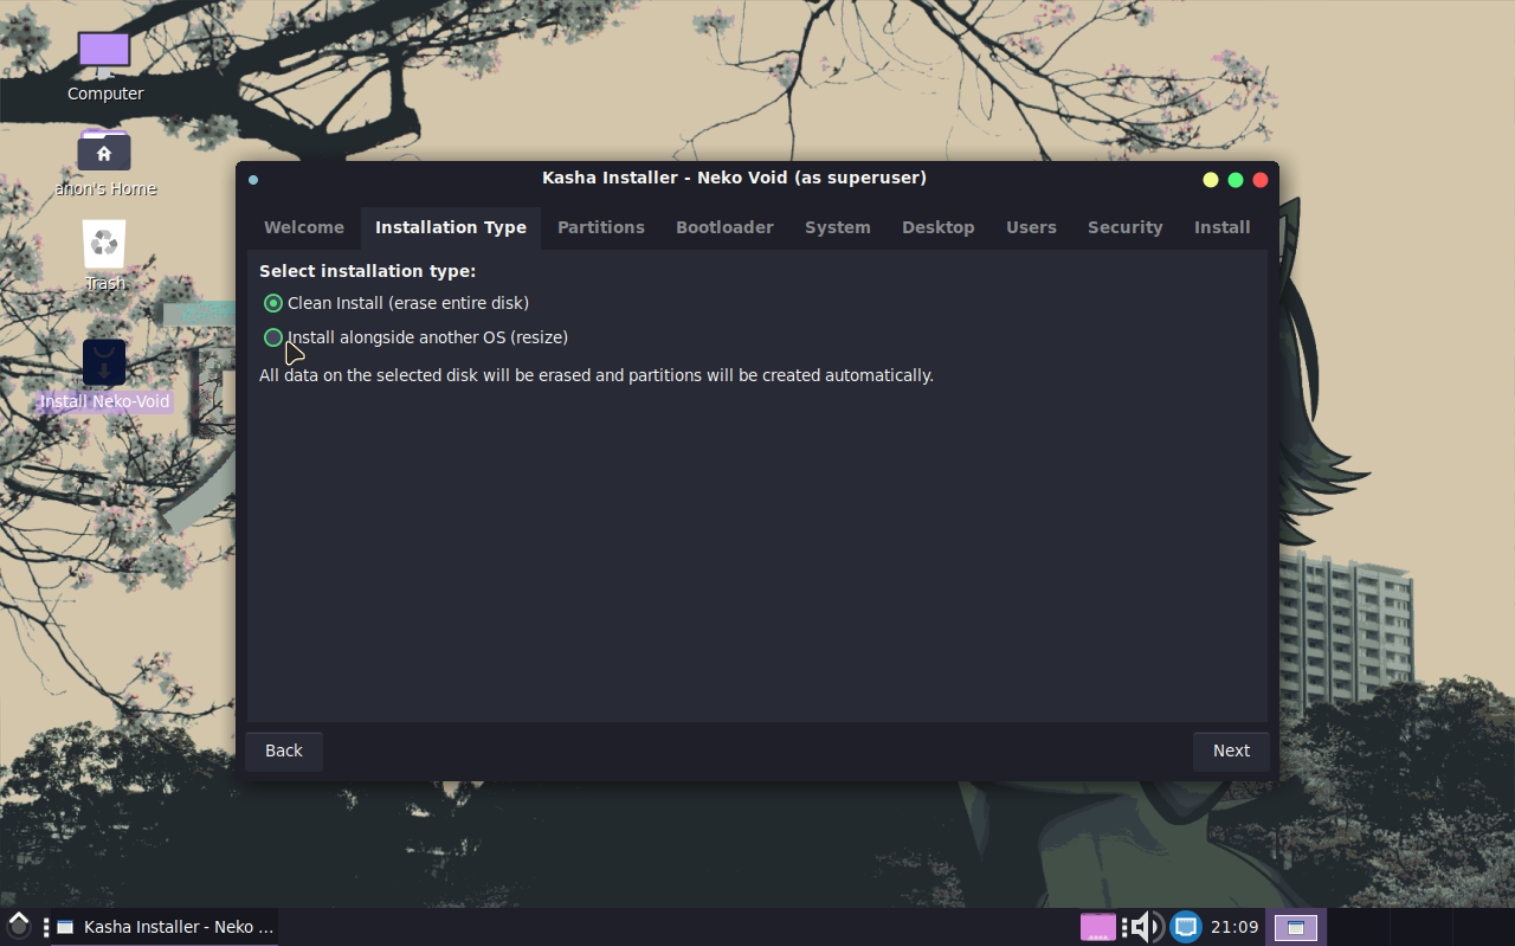 Computer
anon's Home
Trash
Install Neko-Void
Kasha Installer - Neko Void (as superuser)
Welcome Installation Type Partitions Bootloader System Desktop Users Security Install
Select installation type:
Clean Install (erase entire disk)
Install alongside another OS (resize)
All data on the selected disk will be erased and partitions will be created automatically.
Back Next
Kasha Installer - Neko ...
21:09